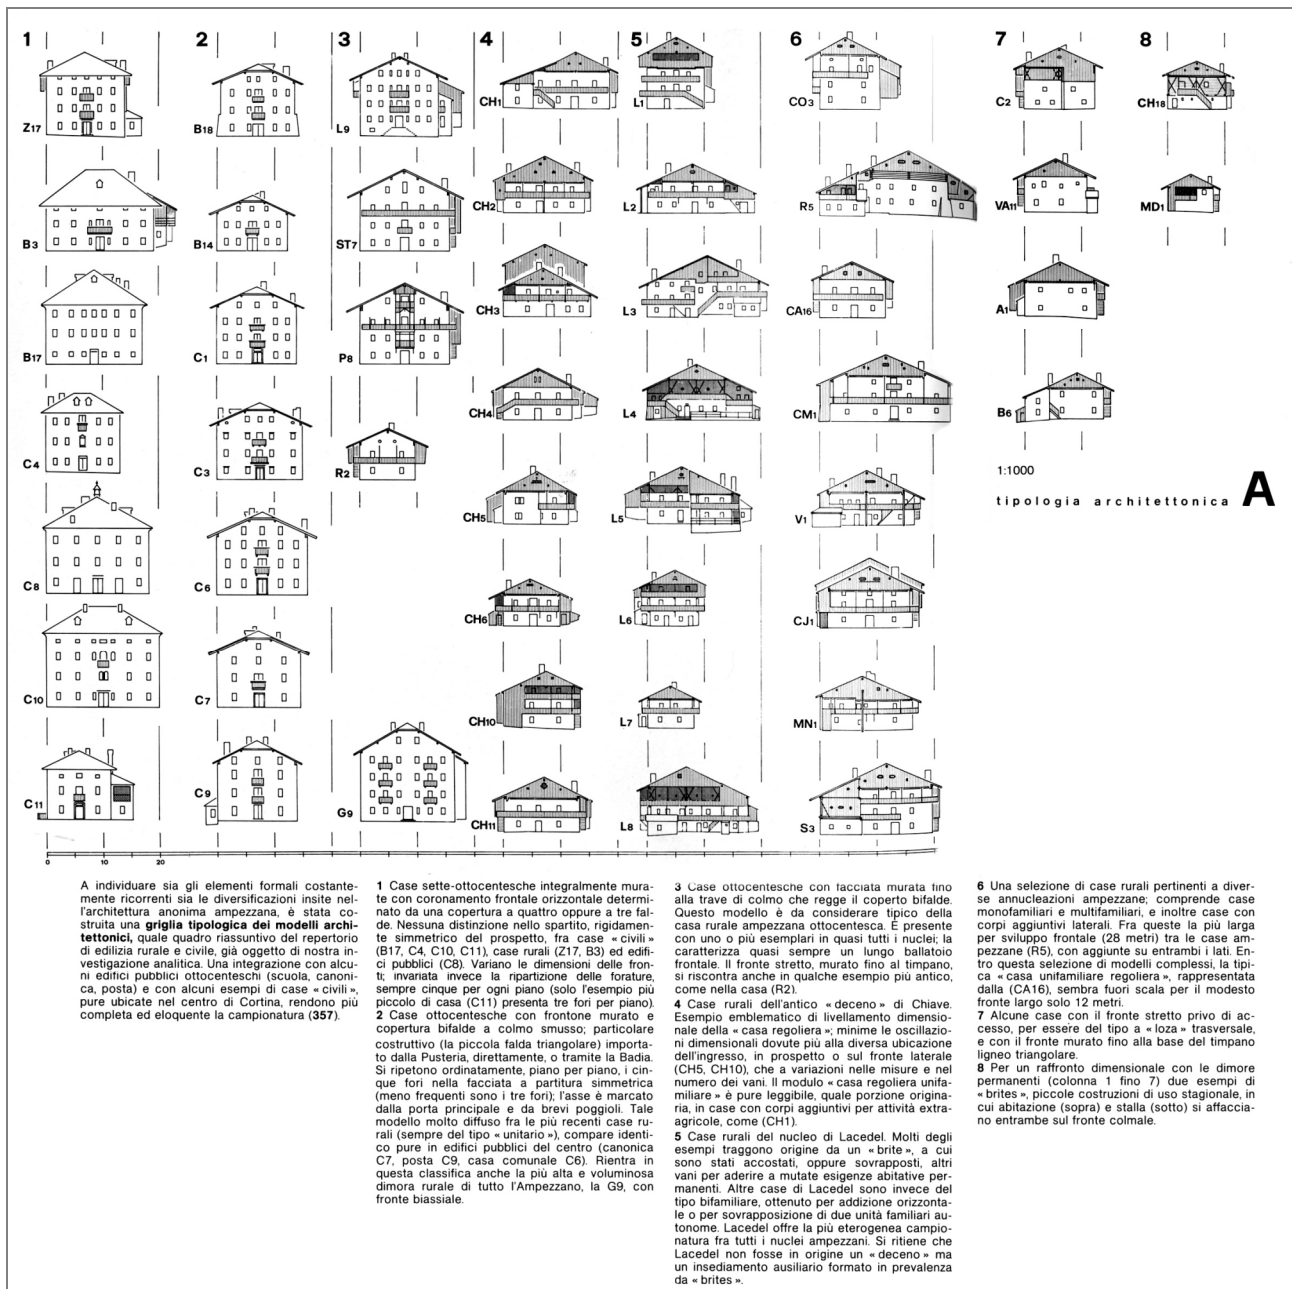 1 2 3 4 5 6 7 8
Z17 B18 L9 CH1 L1 CO3 C2 CH18
B3 B14 ST7 CH2 L2 R5 VA11 MD1
B17 C1 P8 CH3 L3 CA16 A1
C4 C3 R2 CH4 L4 CM1 B6
1:1000
tipologia architettonica A
C8 C6 CH5 L5 V1
CH6 L6 CJ1
C10 C7 CH10 L7 MN1
C11 C9 G9 CH11 L8 S3
0 10 20
A individuare sia gli elementi formali costante-
mente ricorrenti sia le diversificazioni insite nel-
l'architettura anonima ampezzana, è stata co-
struita una griglia tipologica dei modelli archi-
tettonici, quale quadro riassuntivo del repertorio
di edilizia rurale e civile, già oggetto di nostra in-
vestigazione analitica. Una integrazione con alcu-
ni edifici pubblici ottocenteschi (scuola, canoni-
ca, posta) e con alcuni esempi di case « civili »,
pure ubicate nel centro di Cortina, rendono più
completa ed eloquente la campionatura (357).
1 Case sette-ottocentesche integralmente mura-
te con coronamento frontale orizzontale determi-
nato da una copertura a quattro oppure a tre fal-
de. Nessuna distinzione nello spartito, rigidamente
simmetrico del prospetto, fra case « civili »
(B17, C4, C10, C11), case rurali (Z17, B3) ed edifi-
ci pubblici (C8). Variano le dimensioni delle fron-
ti; invariata invece la ripartizione delle forature,
sempre cinque per ogni piano (solo l'esempio più
piccolo di casa (C11) presenta tre fori per piano).
2 Case ottocentesche con frontone murato e
copertura bifalde a colmo smusso; particolare
costruttivo (la piccola falda triangolare) importa-
to dalla Pusteria, direttamente, o tramite la Badia.
Si ripetono ordinatamente, piano per piano, i cin-
que fori nella facciata a partitura simmetrica
(meno frequenti sono i tre fori); l'asse è marcato
dalla porta principale e da brevi poggioli. Tale
modello molto diffuso fra le più recenti case ru-
rali (sempre del tipo « unitario »), compare identi-
co pure in edifici pubblici del centro (canonica
C7, posta C9, casa comunale C6). Rientra in
questa classifica anche la più alta e voluminosa
dimora rurale di tutto l'Ampezzano, la G9, con
fronte biassiale.
3 Case ottocentesche con facciata murata fino
alla trave di colmo che regge il coperto bifalde.
Questo modello è da considerare tipico della
casa rurale ampezzana ottocentesca. È presente
con uno o più esemplari in quasi tutti i nuclei; la
caratterizza quasi sempre un lungo ballatoio
frontale. Il fronte stretto, murato fino al timpano,
si riscontra anche in qualche esempio più antico,
come nella casa (R2).
4 Case rurali dell'antico « deceno » di Chiave.
Esempio emblematico di livellamento dimensio-
nale della « casa regoliera »; minime le oscillazio-
ni dimensionali dovute più alla diversa ubicazione
dell'ingresso, in prospetto o sul fronte laterale
(CH5, CH10), che a variazioni nelle misure e nel
numero dei vani. Il modulo « casa regoliera unifa-
miliare » è pure leggibile, quale porzione origina-
ria, in case con corpi aggiuntivi per attività extra-
agricole, come (CH1).
5 Case rurali del nucleo di Lacedel. Molti degli
esempi traggono origine da un « brite », a cui
sono stati accostati, oppure sovrapposti, altri
vani per aderire a mutate esigenze abitative per-
manenti. Altre case di Lacedel sono invece del
tipo bifamiliare, ottenuto per addizione orizzonta-
le o per sovrapposizione di due unità familiari au-
tonome. Lacedel offre la più eterogenea campio-
natura fra tutti i nuclei ampezzani. Si ritiene che
Lacedel non fosse in origine un « deceno » ma
un insediamento ausiliario formato in prevalenza
da « brites ».
6 Una selezione di case rurali pertinenti a diver-
se annucleazioni ampezzane; comprende case
monofamiliari e multifamiliari, e inoltre case con
corpi aggiuntivi laterali. Fra queste la più larga
per sviluppo frontale (28 metri) tra le case am-
pezzane (R5), con aggiunte su entrambi i lati. En-
tro questa selezione di modelli complessi, la tipi-
ca « casa unifamiliare regoliera », rappresentata
dalla (CA16), sembra fuori scala per il modesto
fronte largo solo 12 metri.
7 Alcune case con il fronte stretto privo di ac-
cesso, per essere del tipo a « loza » trasversale,
e con il fronte murato fino alla base del timpano
ligneo triangolare.
8 Per un raffronto dimensionale con le dimore
permanenti (colonna 1 fino 7) due esempi di
« brites », piccole costruzioni di uso stagionale, in
cui abitazione (sopra) e stalla (sotto) si affaccia-
no entrambe sul fronte colmale.